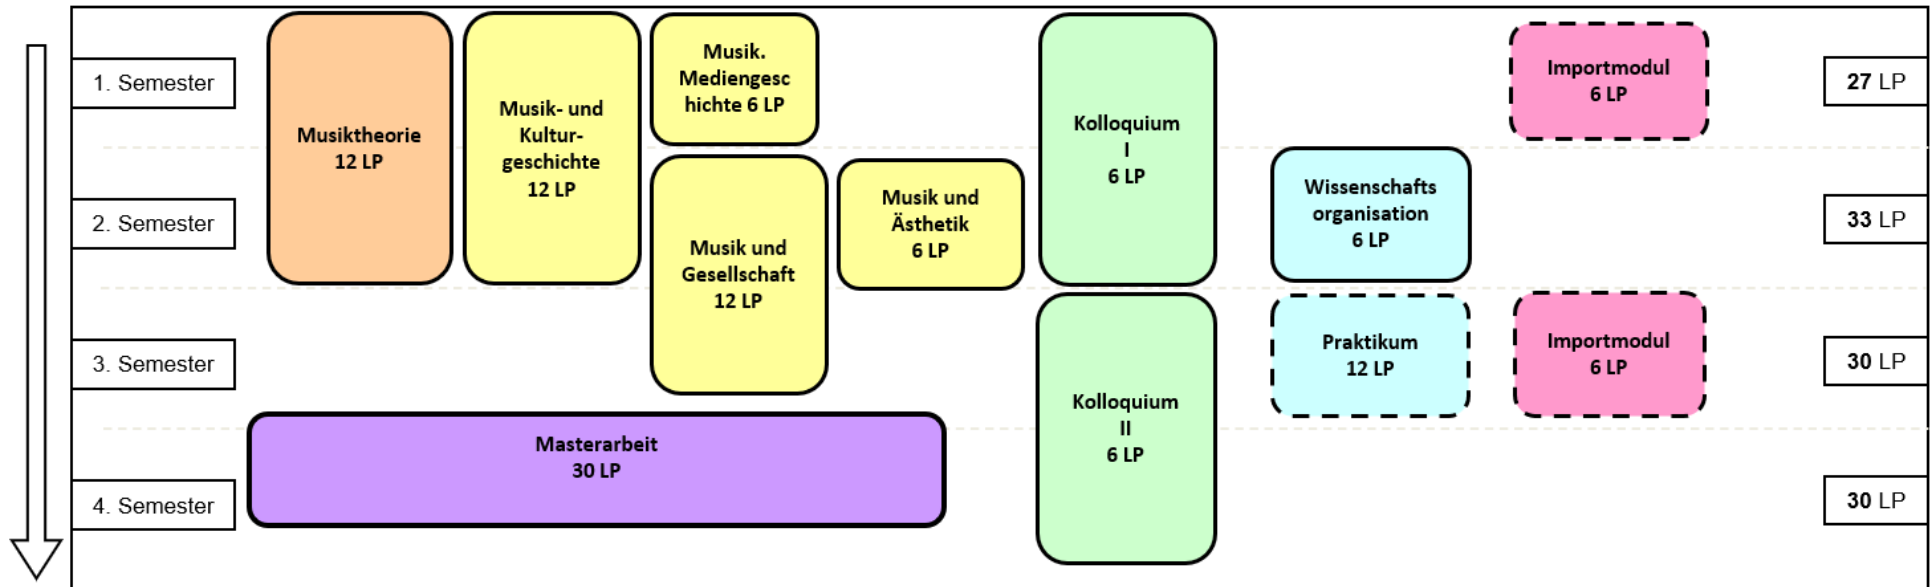 1. Semester
Musiktheorie
12 LP
Musik- und
Kultur-
geschichte
12 LP
Musik.
Mediengesc
hichte 6 LP
Kolloquium
I
6 LP
Importmodul
6 LP
27 LP
2. Semester
Musik und
Gesellschaft
12 LP
Musik und
Ästhetik
6 LP
Wissenschafts
organisation
6 LP
33 LP
3. Semester
Kolloquium
II
6 LP
Praktikum
12 LP
Importmodul
6 LP
30 LP
4. Semester
Masterarbeit
30 LP
30 LP